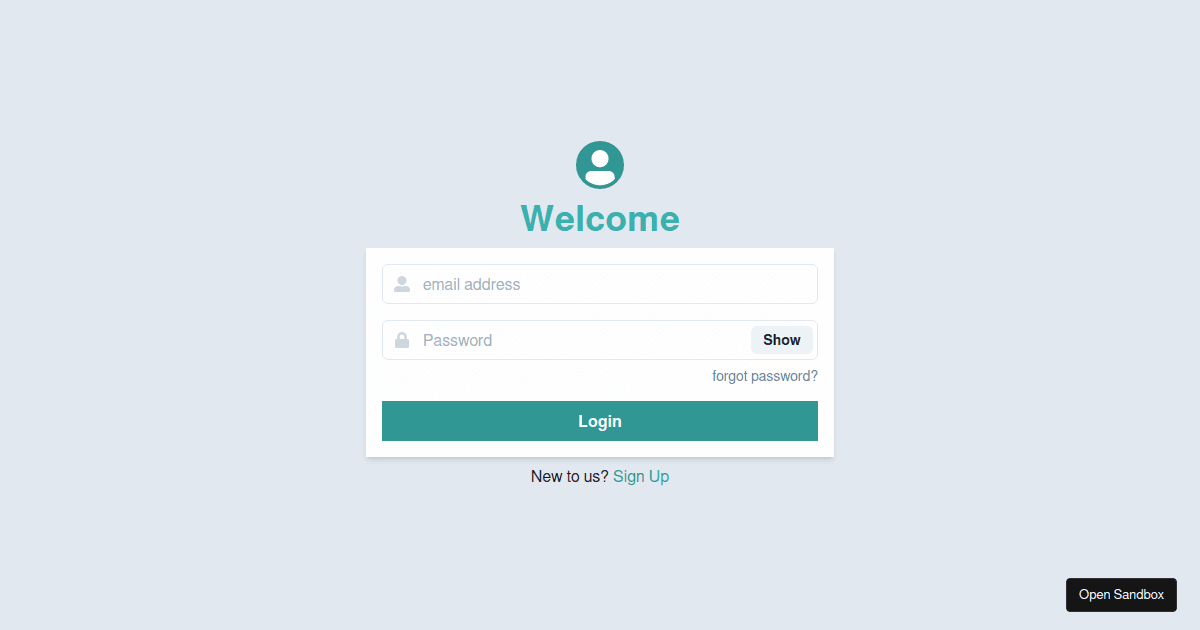 Welcome
email address
Password
Show
forgot password?
Login
New to us? Sign Up
Open Sandbox